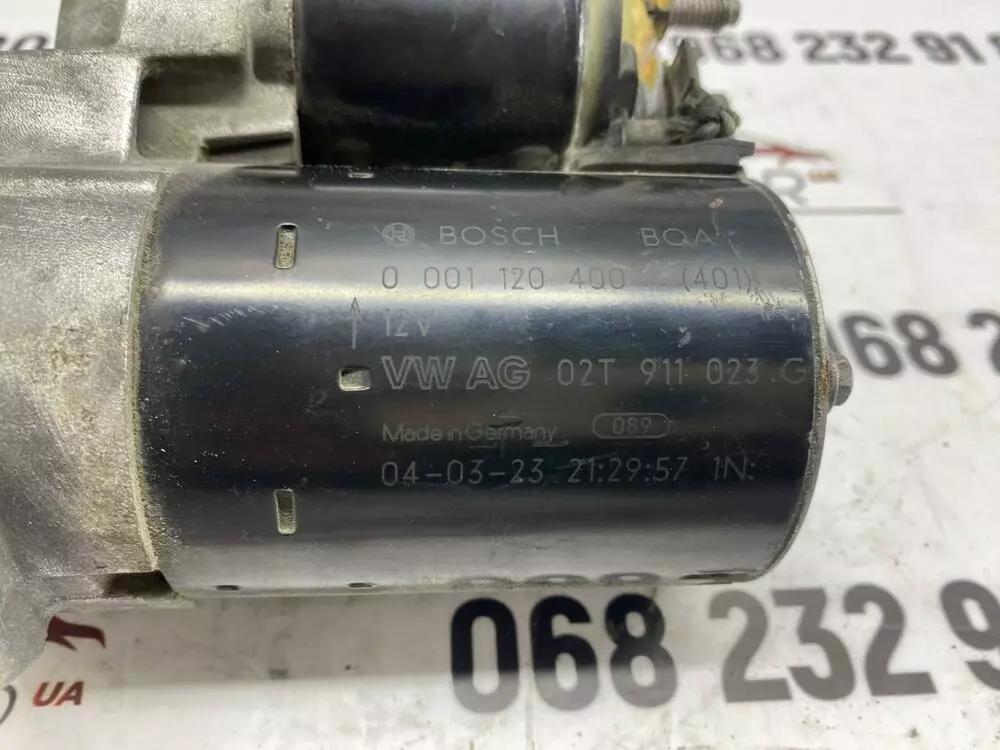 068 232 91
BOSCH BQA
0 001 120 400 (401)
12V
VW AG 02T 911 023 G
068
Made in Germany 089
04-03-23 21:29:57 1N:
068 232 9
UA